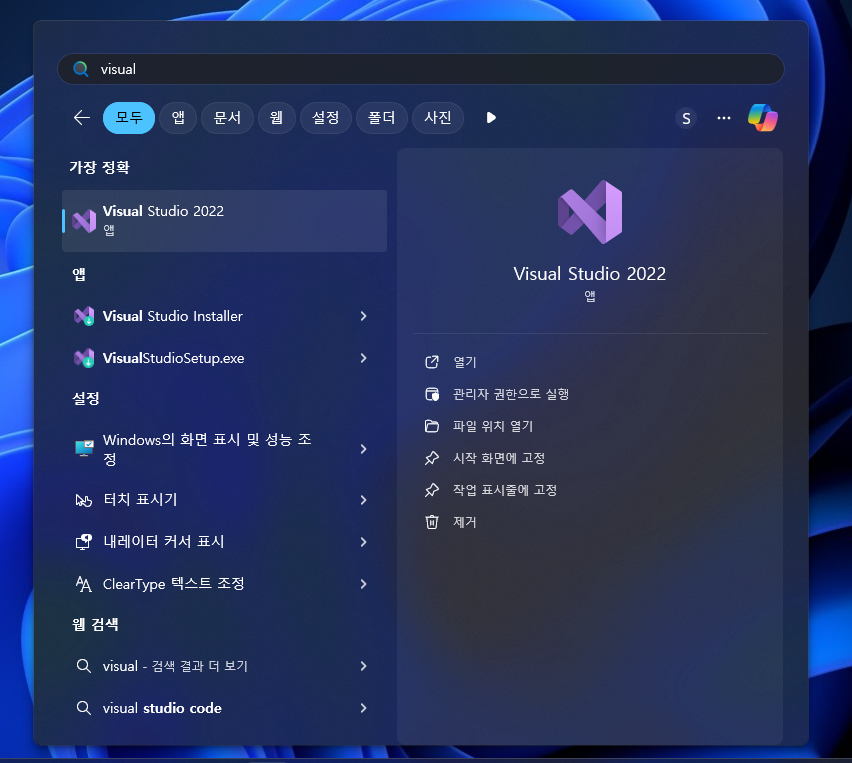 visual
모두 앱 문서 웹 설정 폴더 사진 S
가장 정확
Visual Studio 2022
앱
앱
Visual Studio Installer
VisualStudioSetup.exe
설정
Windows의 화면 표시 및 성능 조
정
터치 표시기
내레이터 커서 표시
ClearType 텍스트 조정
웹 검색
visual - 검색 결과 더 보기
visual studio code
Visual Studio 2022
앱
열기
관리자 권한으로 실행
파일 위치 열기
시작 화면에 고정
작업 표시줄에 고정
제거